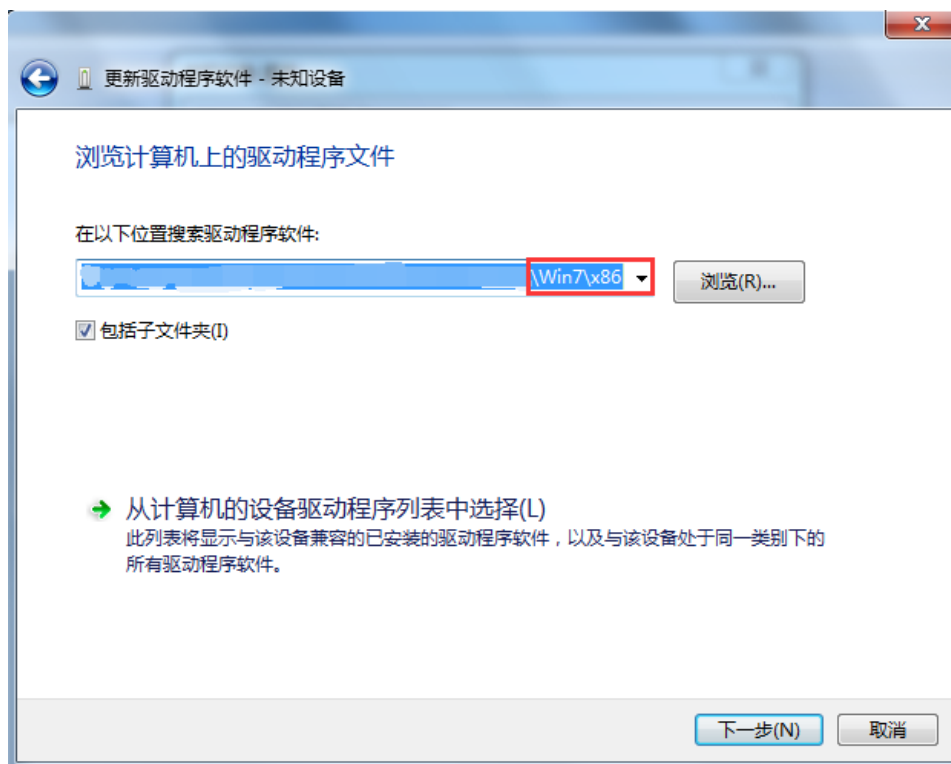 更新驱动程序软件 - 未知设备
浏览计算机上的驱动程序文件
在以下位置搜索驱动程序软件:
\Win7\x86
浏览(R)...
包括子文件夹(I)
从计算机的设备驱动程序列表中选择(L)
此列表将显示与该设备兼容的已安装的驱动程序软件，以及与该设备处于同一类别下的
所有驱动程序软件。
下一步(N)
取消